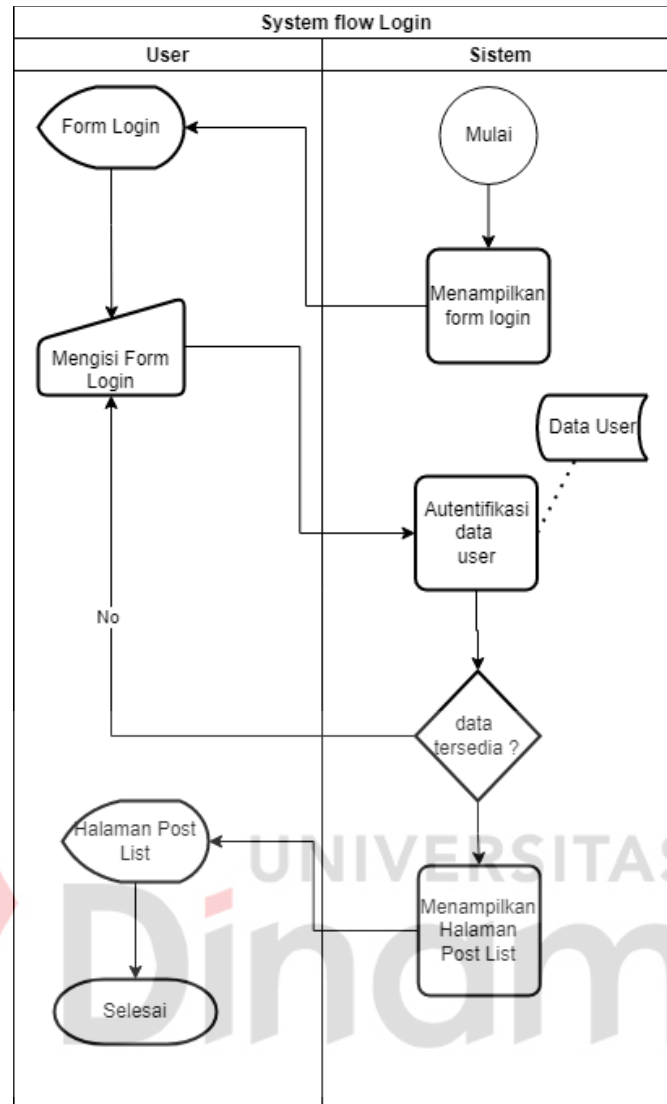 System flow Login
User
Sistem
Form Login
Mulai
Menampilkan
form login
Mengisi Form
Login
Data User
Autentifikasi
data
user
No
data
tersedia ?
Halaman Post
List
UNIVERSITAS
Menampilkan
Halaman
Post List
Dinam
Selesai